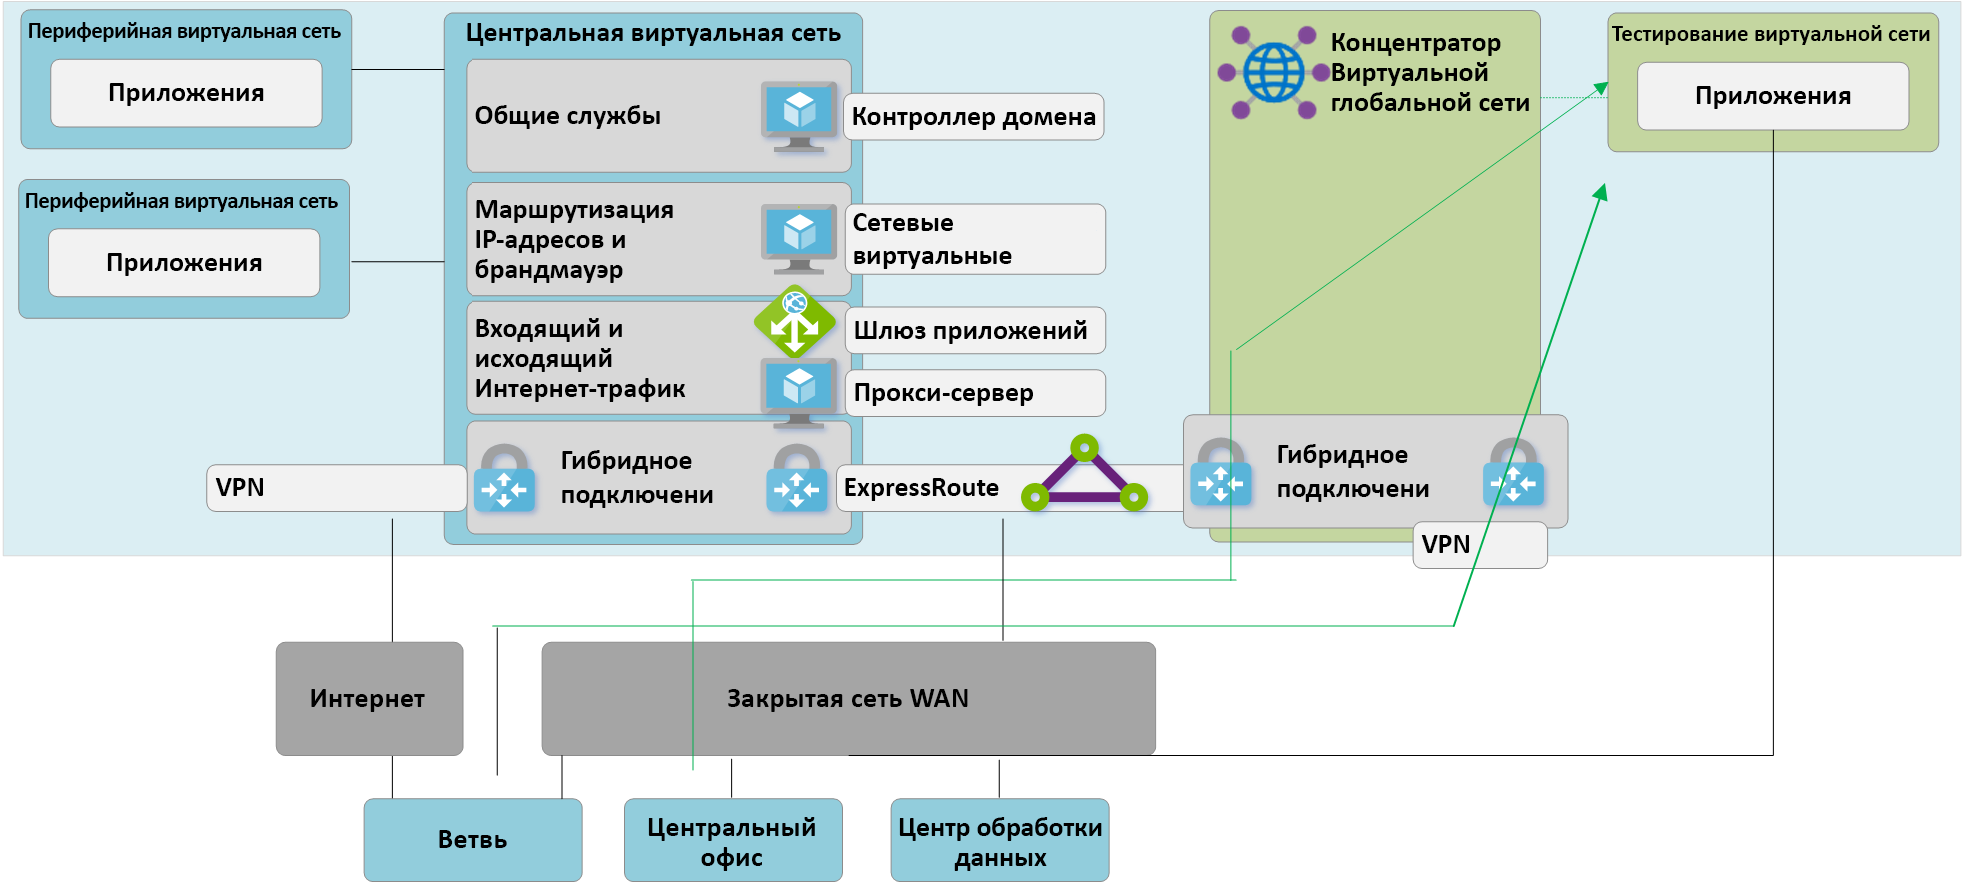 Периферийная виртуальная сеть
Приложения
Периферийная виртуальная сеть
Приложения
Центральная виртуальная сеть
Общие службы
Контроллер домена
Маршрутизация
IP-адресов и
брандмауэр
Сетевые
виртуальные
Входящий и
исходящий
Интернет-трафик
Шлюз приложений
Прокси-сервер
VPN
Гибридное
подключени
ExpressRoute
Концентратор
Виртуальной
глобальной сети
Гибридное
подключени
VPN
Тестирование виртуальной сети
Приложения
Интернет
Закрытая сеть WAN
Ветвь
Центральный
офис
Центр обработки
данных